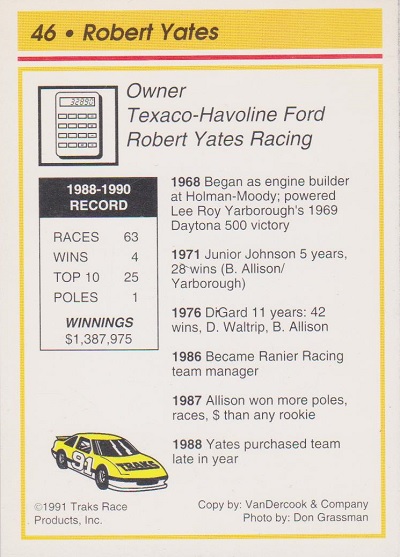 46 • Robert Yates
32850
Owner
Texaco-Havoline Ford
Robert Yates Racing
1988-1990
RECORD
RACES 63
WINS 4
TOP 10 25
POLES 1
WINNINGS
$1,387,975
1968 Began as engine builder
at Holman-Moody; powered
Lee Roy Yarborough's 1969
Daytona 500 victory
1971 Junior Johnson 5 years,
28 wins (B. Allison/
Yarborough)
1976 DiGard 11 years: 42
wins, D. Waltrip, B. Allison
1986 Became Ranier Racing
team manager
1987 Allison won more poles,
races, $ than any rookie
1988 Yates purchased team
late in year
91
TRAKS
©1991 Traks Race
Products, Inc.
Copy by: VanDercook & Company
Photo by: Don Grassman